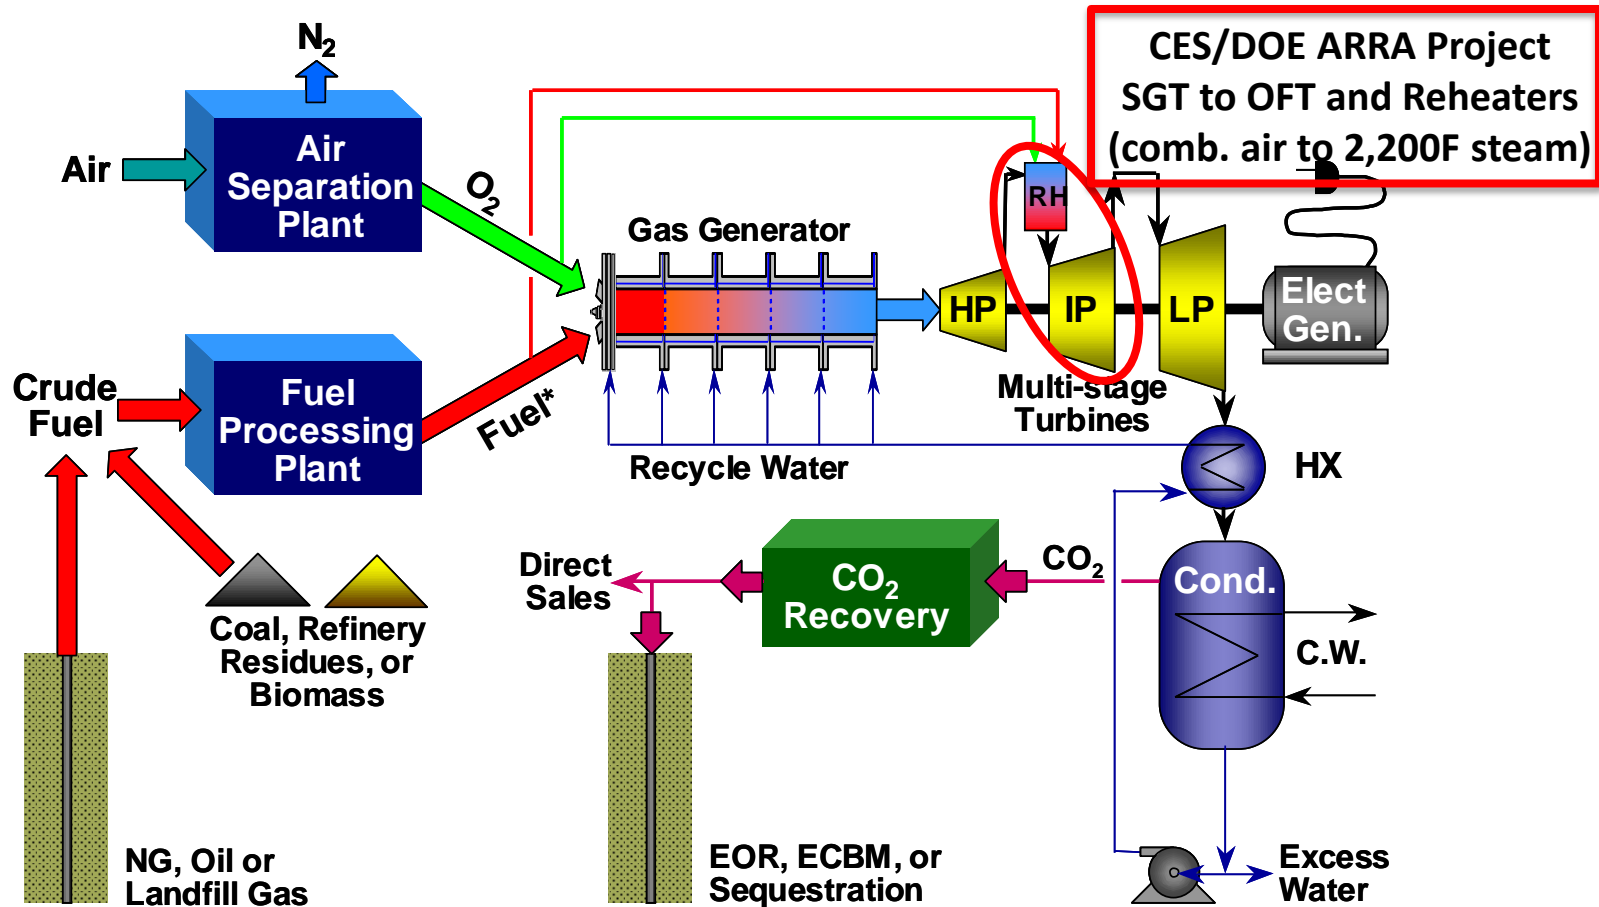 CES/DOE ARRA Project
SGT to OFT and Reheaters
(comb. air to 2,200F steam)
N2
Air
Air
Separation
Plant
O2
RH
Gas Generator
HP
IP
LP
Elect
Gen.
Multi-stage
Turbines
Crude
Fuel
Fuel
Processing
Plant
Fuel*
Recycle Water
HX
Direct
Sales
CO2
Recovery
CO2
Cond.
C.W.
Coal, Refinery
Residues, or
Biomass
NG, Oil or
Landfill Gas
EOR, ECBM, or
Sequestration
Excess
Water